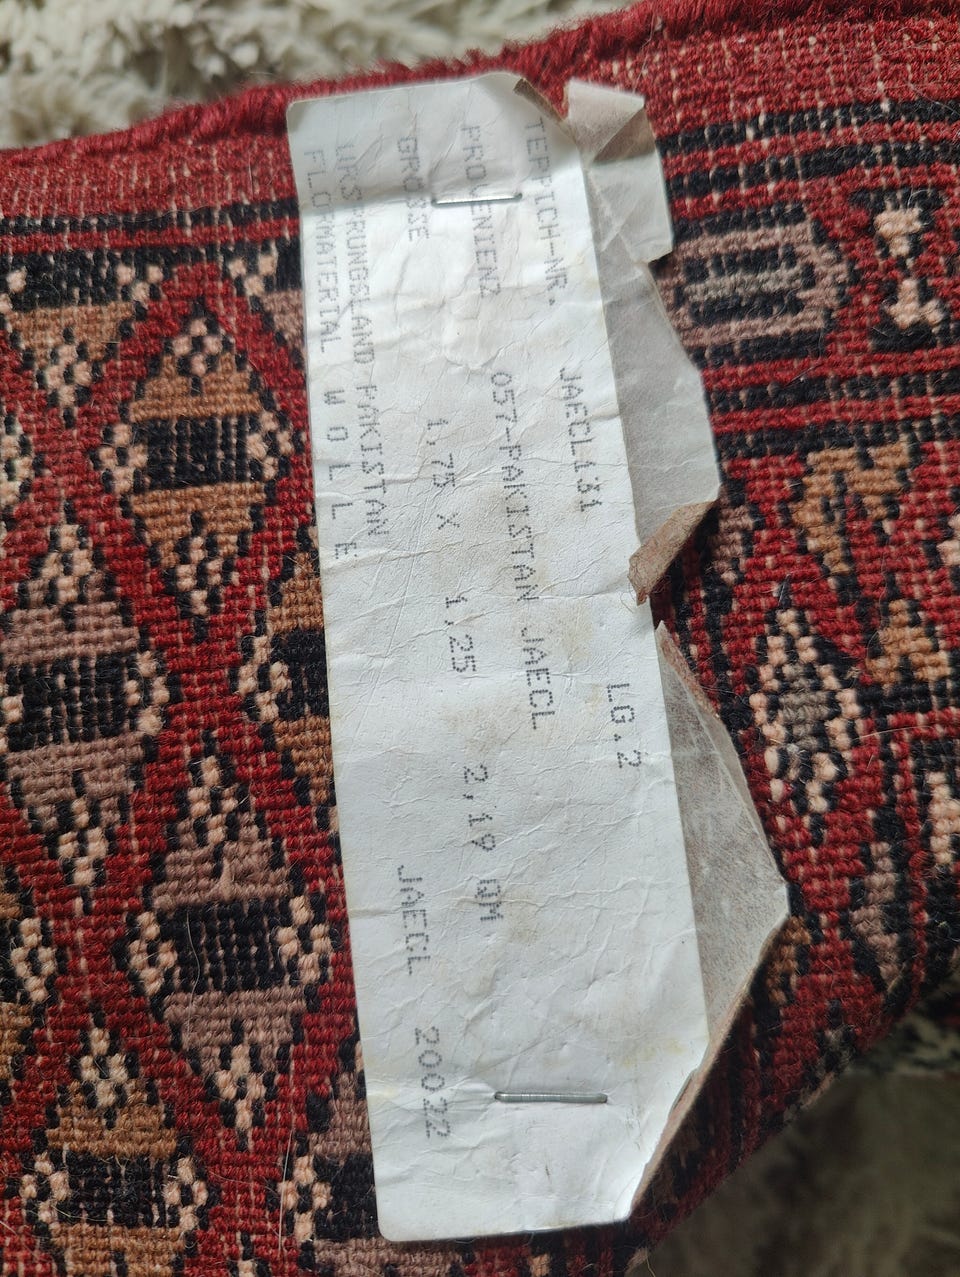 TEPPICH-NR. JAECL131 LG.2
PROVENIENZ 057-PAKISTAN JAECL
GROSSE 1,75 X 1,25 2,19 QM
URSPRUNGSLAND PAKISTAN JAECL 20022
FLORMATERIAL W O L L E